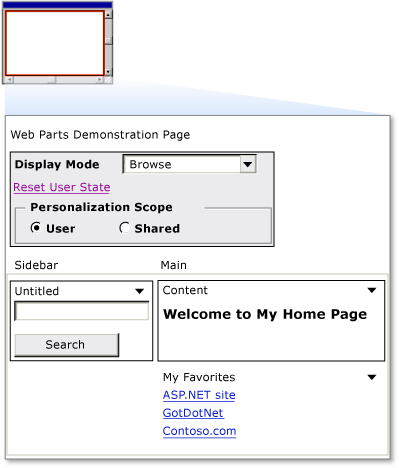 Web Parts Demonstration Page
Display Mode Browse
Reset User State
Personalization Scope
User Shared
Sidebar Main
Untitled
Search
Content
Welcome to My Home Page
My Favorites
ASP.NET site
GotDotNet
Contoso.com